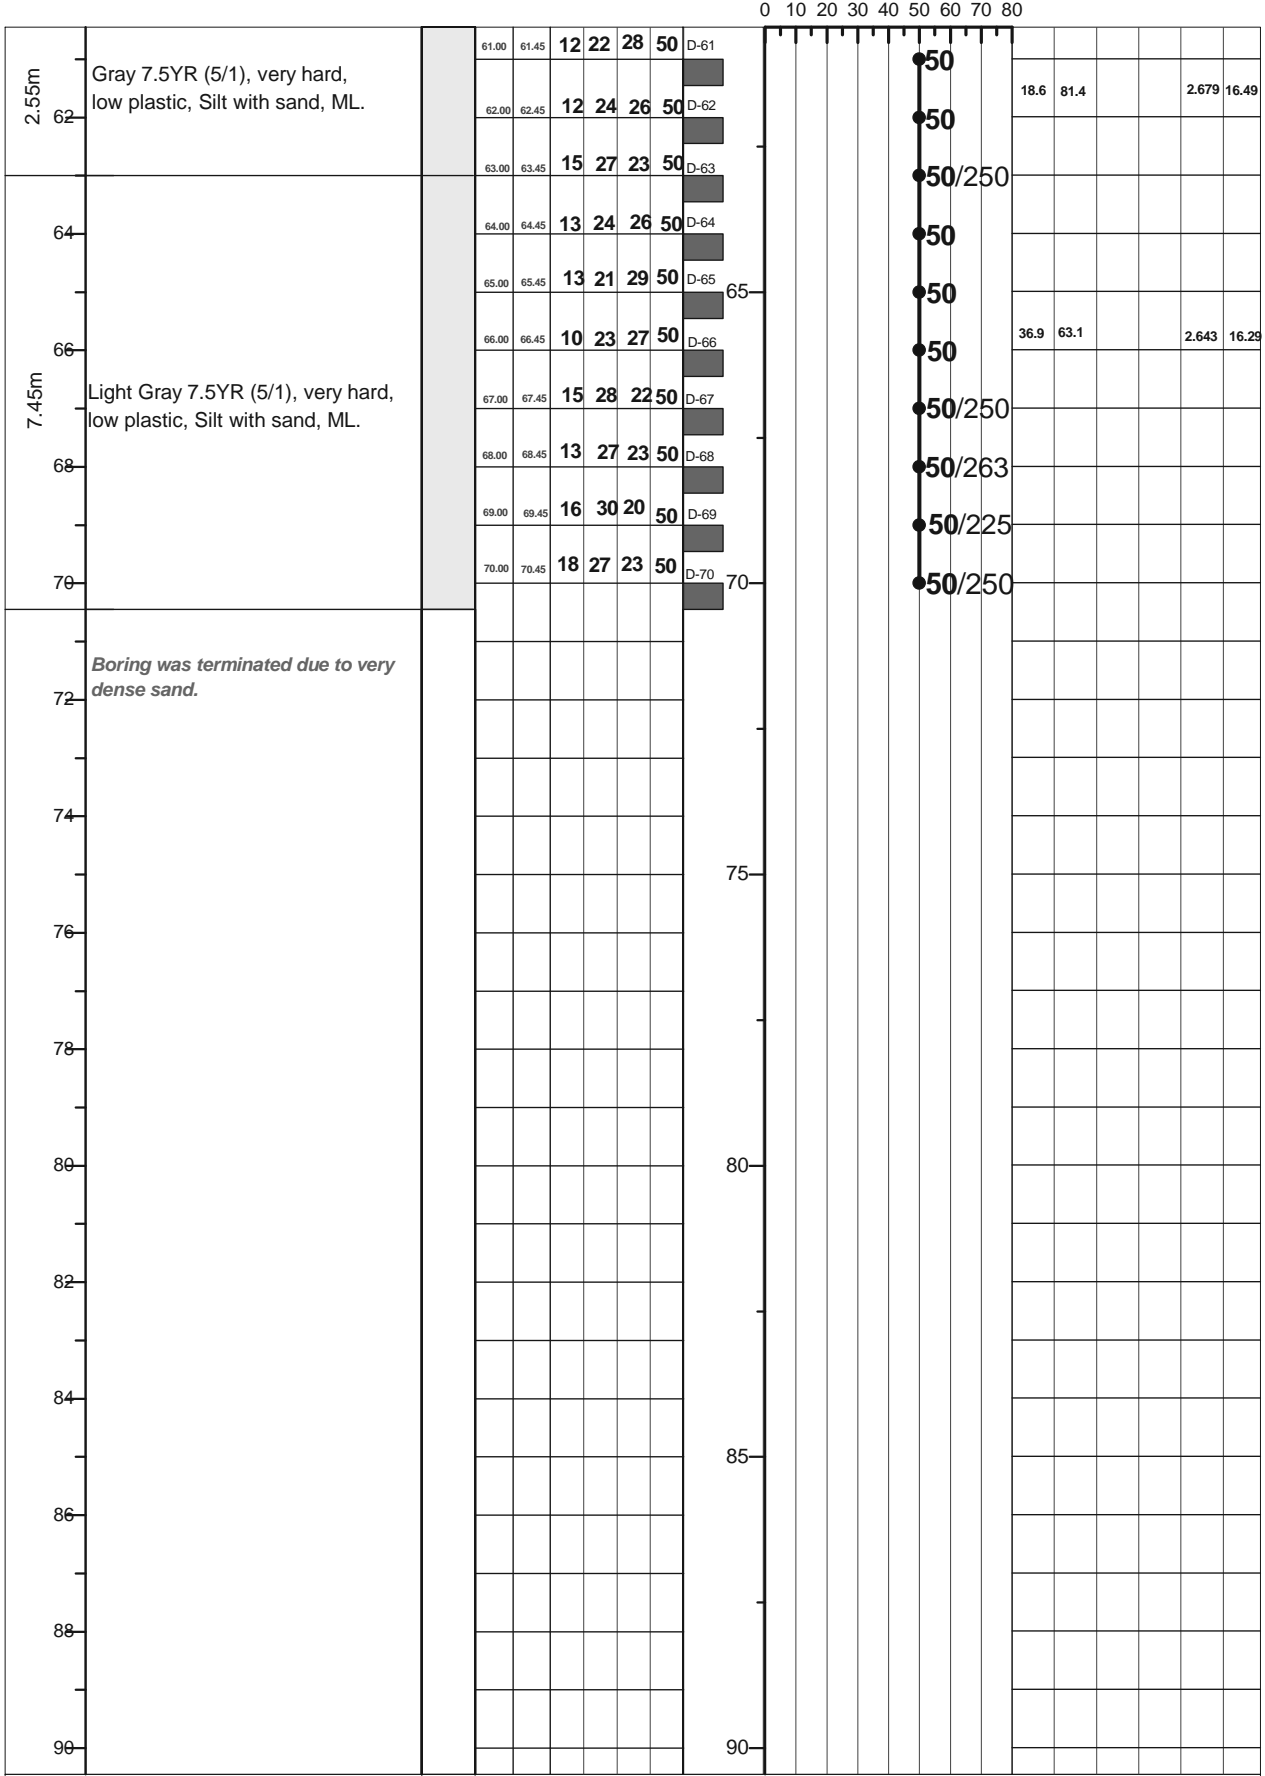 0 10 20 30 40 50 60 70 80
2.55m
Gray 7.5YR (5/1), very hard,
low plastic, Silt with sand, ML.
61.00 61.45 12 22 28 50 D-61
50
18.6 81.4 2.679 16.49
62
62.00 62.45 12 24 26 50 D-62
50
63.00 63.45 15 27 23 50 D-63
50/250
64
64.00 64.45 13 24 26 50 D-64
50
65.00 65.45 13 21 29 50 D-65
65
50
66
66.00 66.45 10 23 27 50 D-66
50
36.9 63.1 2.643 16.29
7.45m
Light Gray 7.5YR (5/1), very hard,
low plastic, Silt with sand, ML.
67.00 67.45 15 28 22 50 D-67
50/250
68
68.00 68.45 13 27 23 50 D-68
50/263
69.00 69.45 16 30 20 50 D-69
50/225
70
70.00 70.45 18 27 23 50 D-70
70
50/250
Boring was terminated due to very
dense sand.
72
74
75
76
78
80
80
82
84
85
86
88
90
90